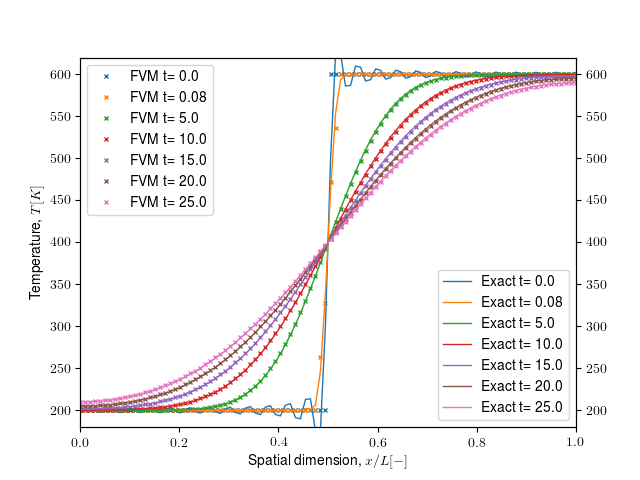 FVM t= 0.0
FVM t= 0.08
FVM t= 5.0
FVM t= 10.0
FVM t= 15.0
FVM t= 20.0
FVM t= 25.0
600
550
500
450
400
350
300
250
200
Temperature, T[K]
600
550
500
450
400
350
300
250
200
Exact t= 0.0
Exact t= 0.08
Exact t= 5.0
Exact t= 10.0
Exact t= 15.0
Exact t= 20.0
Exact t= 25.0
0.0 0.2 0.4 0.6 0.8 1.0
Spatial dimension, x/L[−]